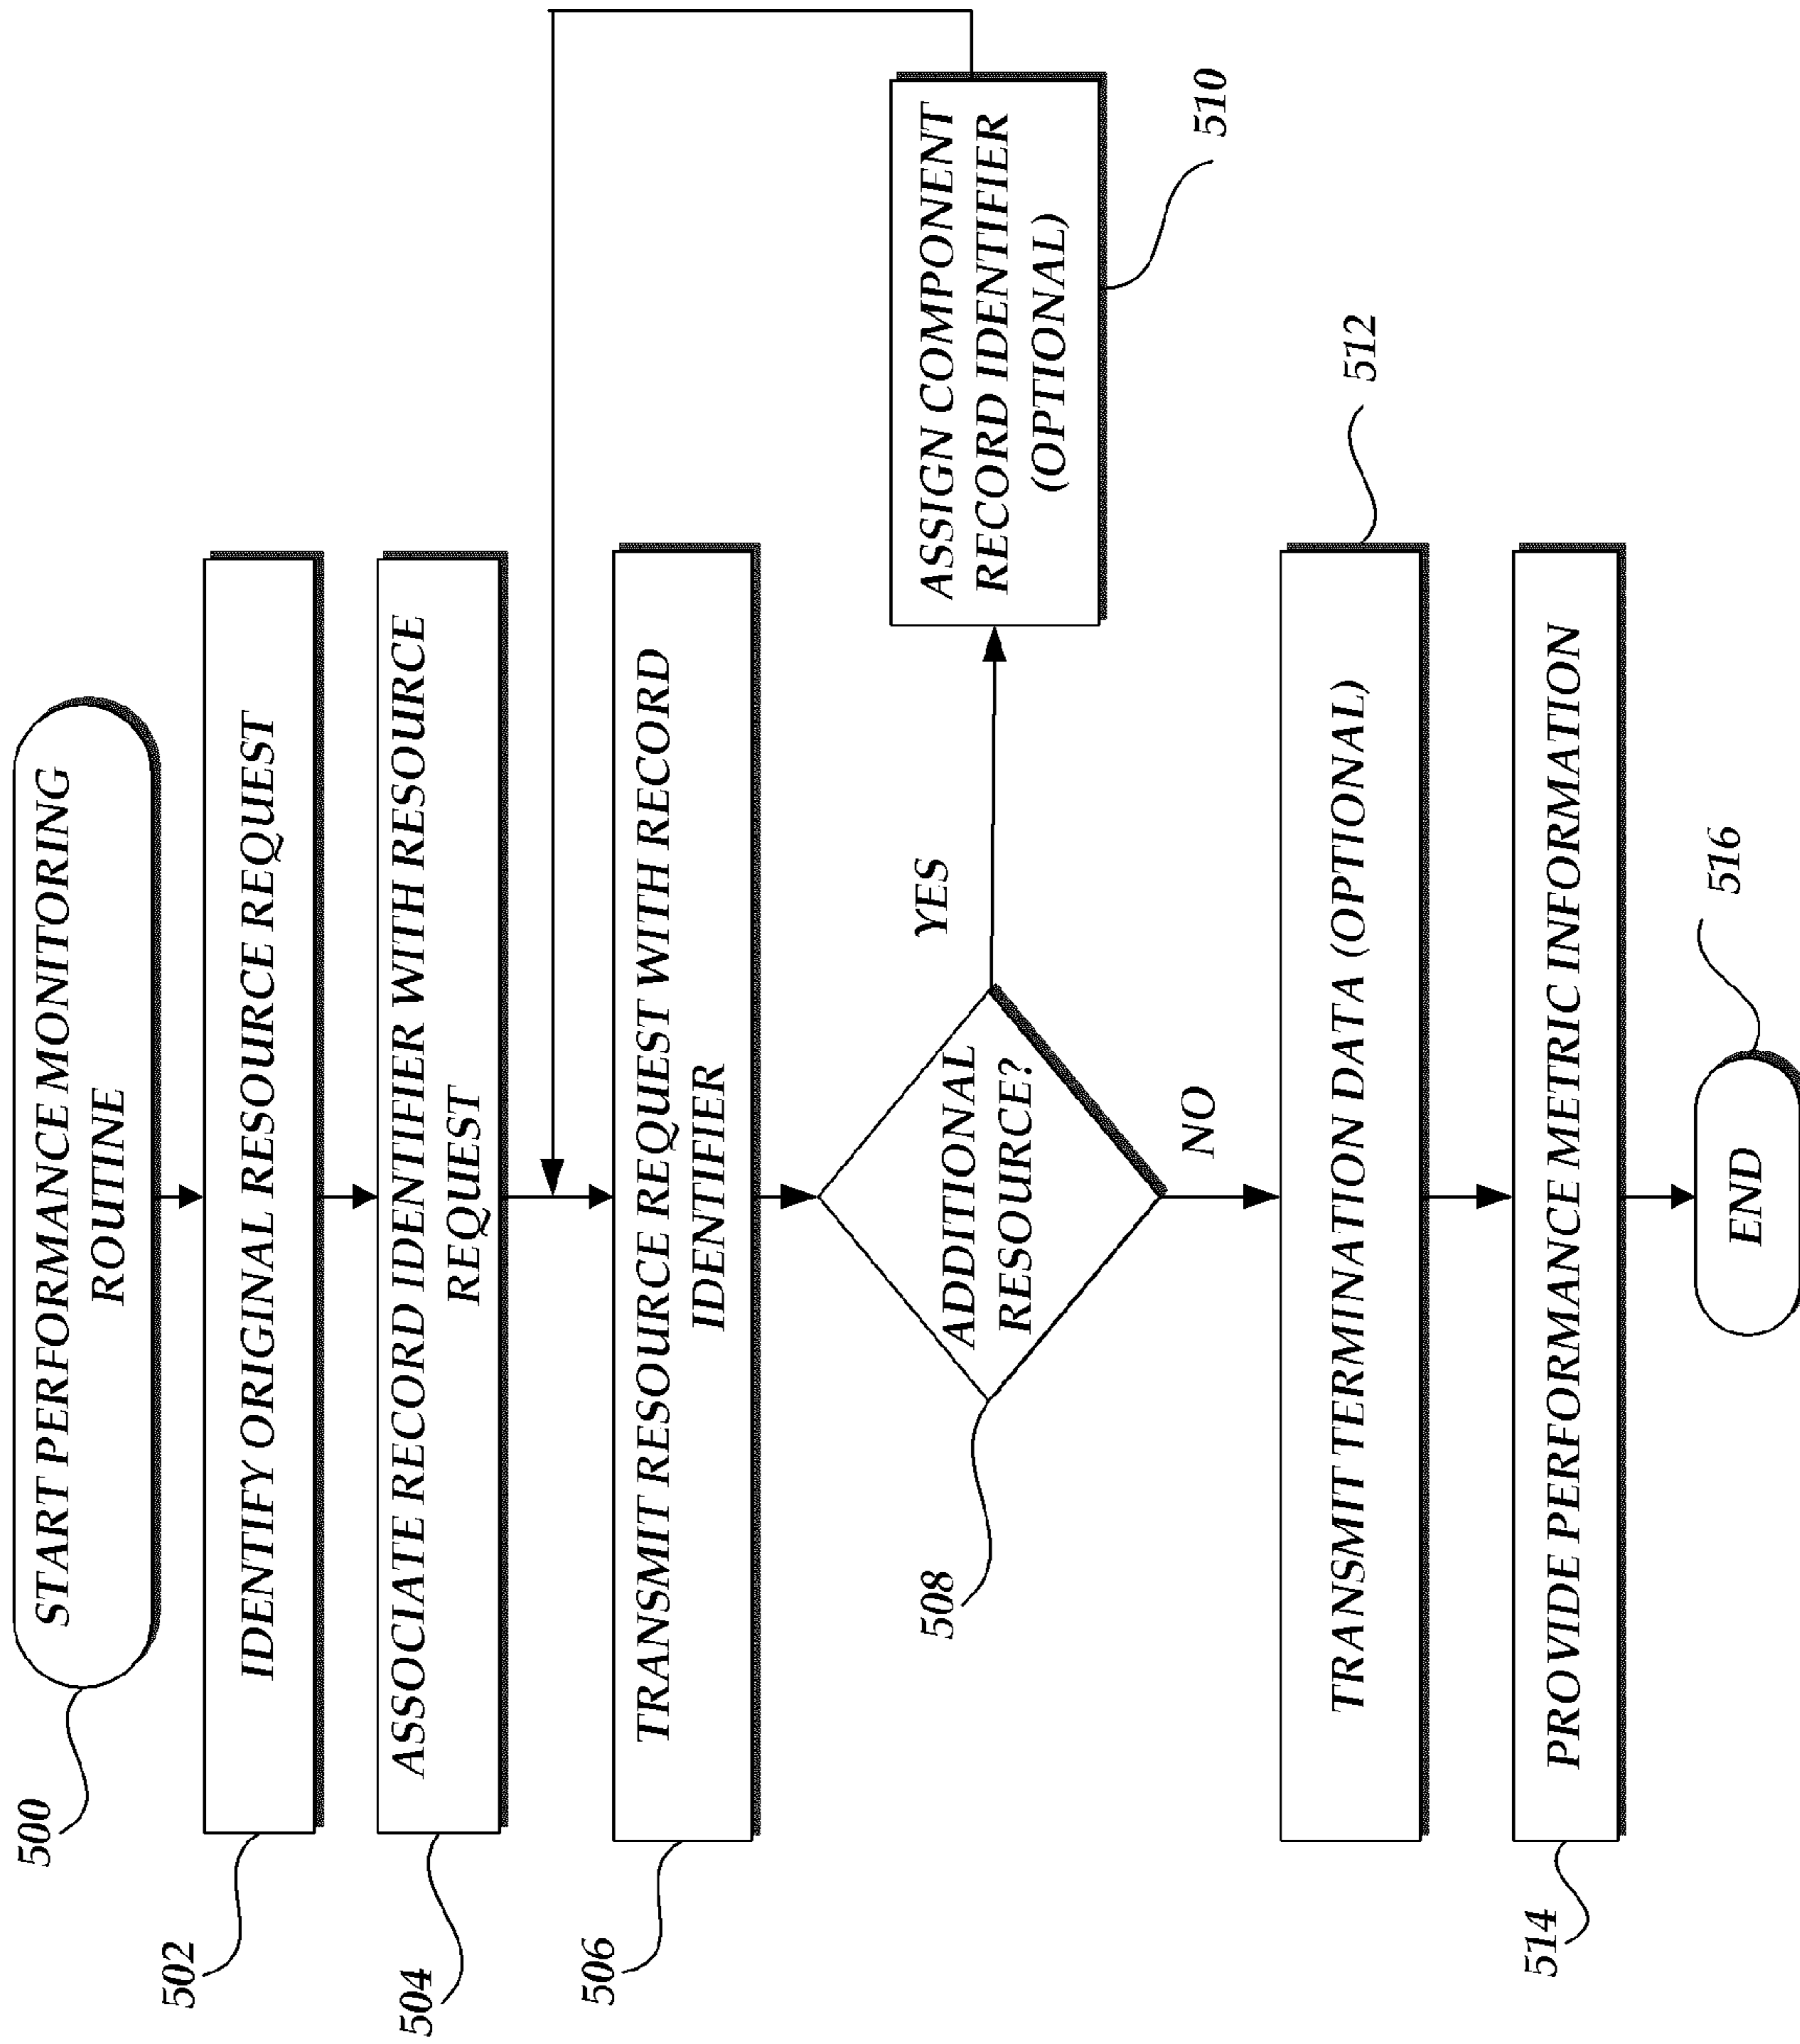 500
START PERFORMANCE MONITORING
ROUTINE
502
IDENTIFY ORIGINAL RESOURCE REQUEST
504
ASSOCIATE RECORD IDENTIFIER WITH RESOURCE
REQUEST
506
TRANSMIT RESOURCE REQUEST WITH RECORD
IDENTIFIER
508
ADDITIONAL
RESOURCE?
YES
ASSIGN COMPONENT
RECORD IDENTIFIER
(OPTIONAL)
510
NO
512
TRANSMIT TERMINATION DATA (OPTIONAL)
514
PROVIDE PERFORMANCE METRIC INFORMATION
516
END